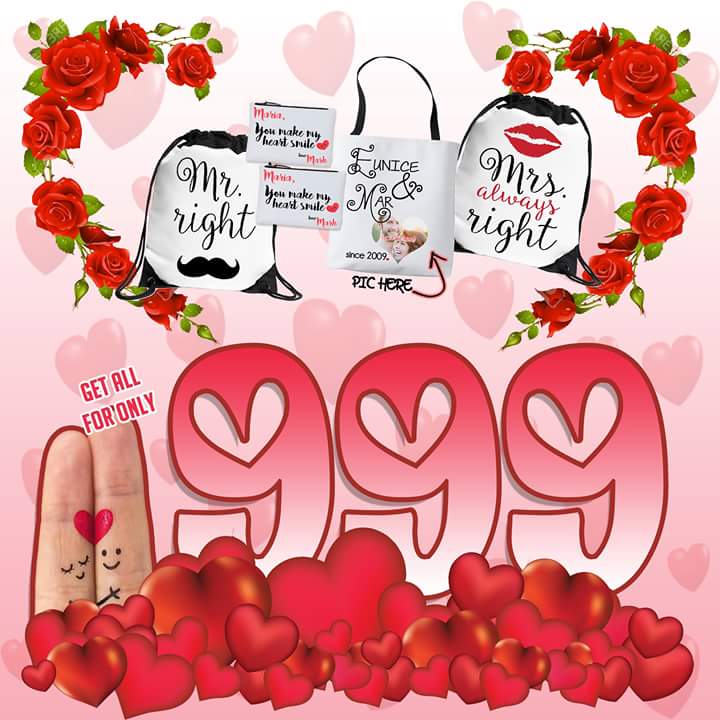 Mr.
right
Maria,
You make my
heart smile
Mark
Maria,
You make my
heart smile
Mark
EUNICE
&
MAR
since 2009.
PIC HERE
Mrs.
always
right
GET ALL
FOR ONLY
999